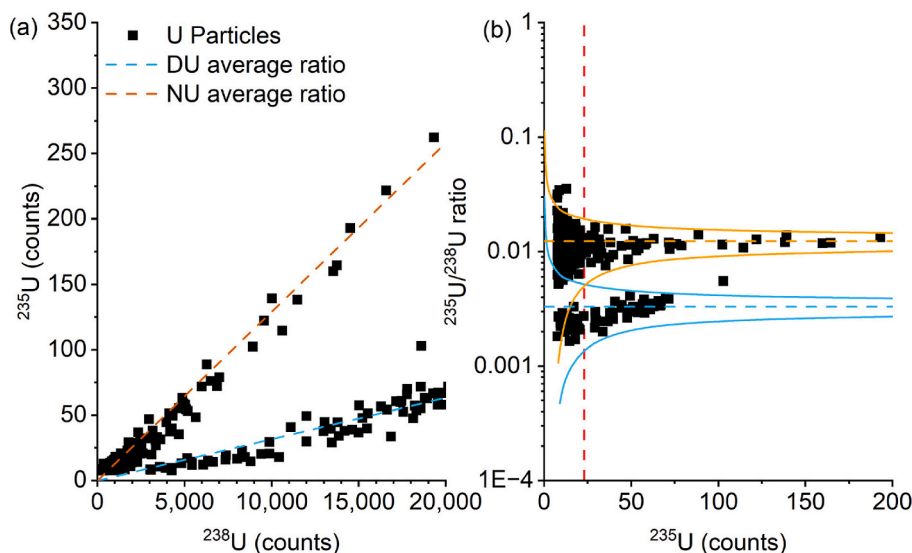 (a)
U Particles
DU average ratio
NU average ratio
350
300
250
200
150
100
50
0
²³⁵U (counts)
0 5,000 10,000 15,000 20,000
²³⁸U (counts)
(b)
1
0.1
0.01
0.001
1E−4
²³⁵U/²³⁸U ratio
0 50 100 150 200
²³⁵U (counts)